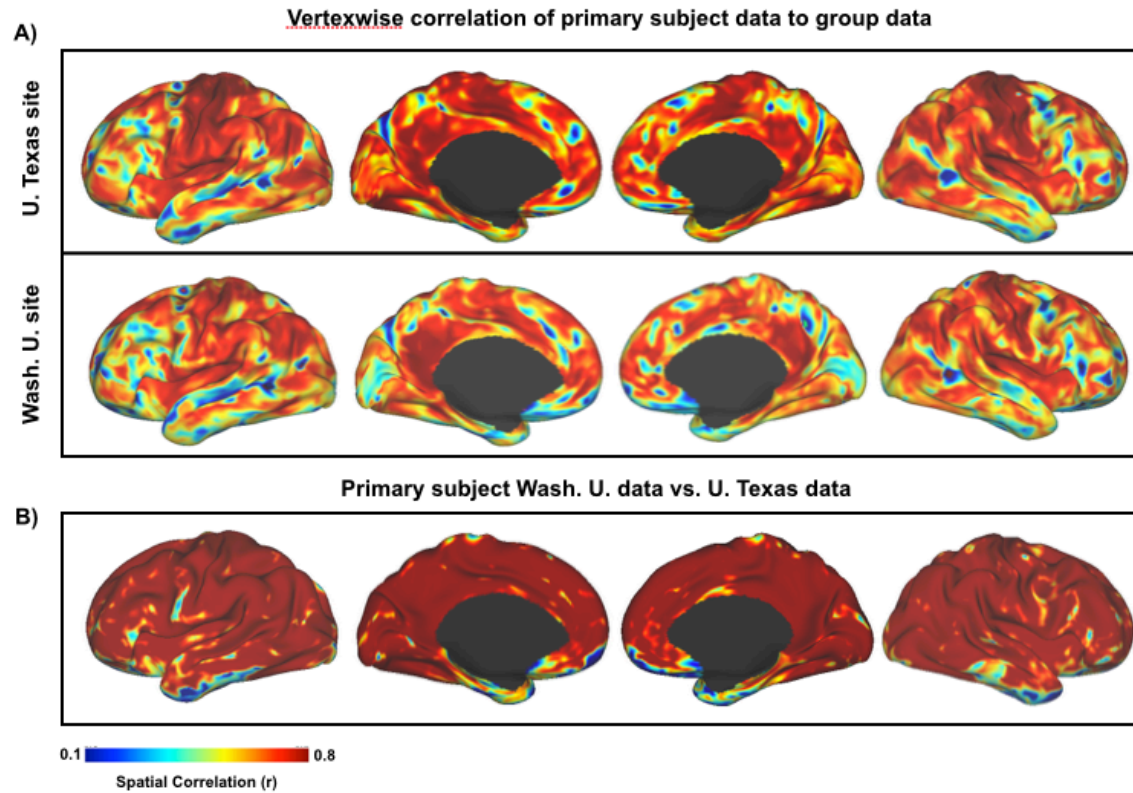 Vertexwise correlation of primary subject data to group data
A)
U. Texas site
Wash. U. site
Primary subject Wash. U. data vs. U. Texas data
B)
0.1 0.8
Spatial Correlation (r)